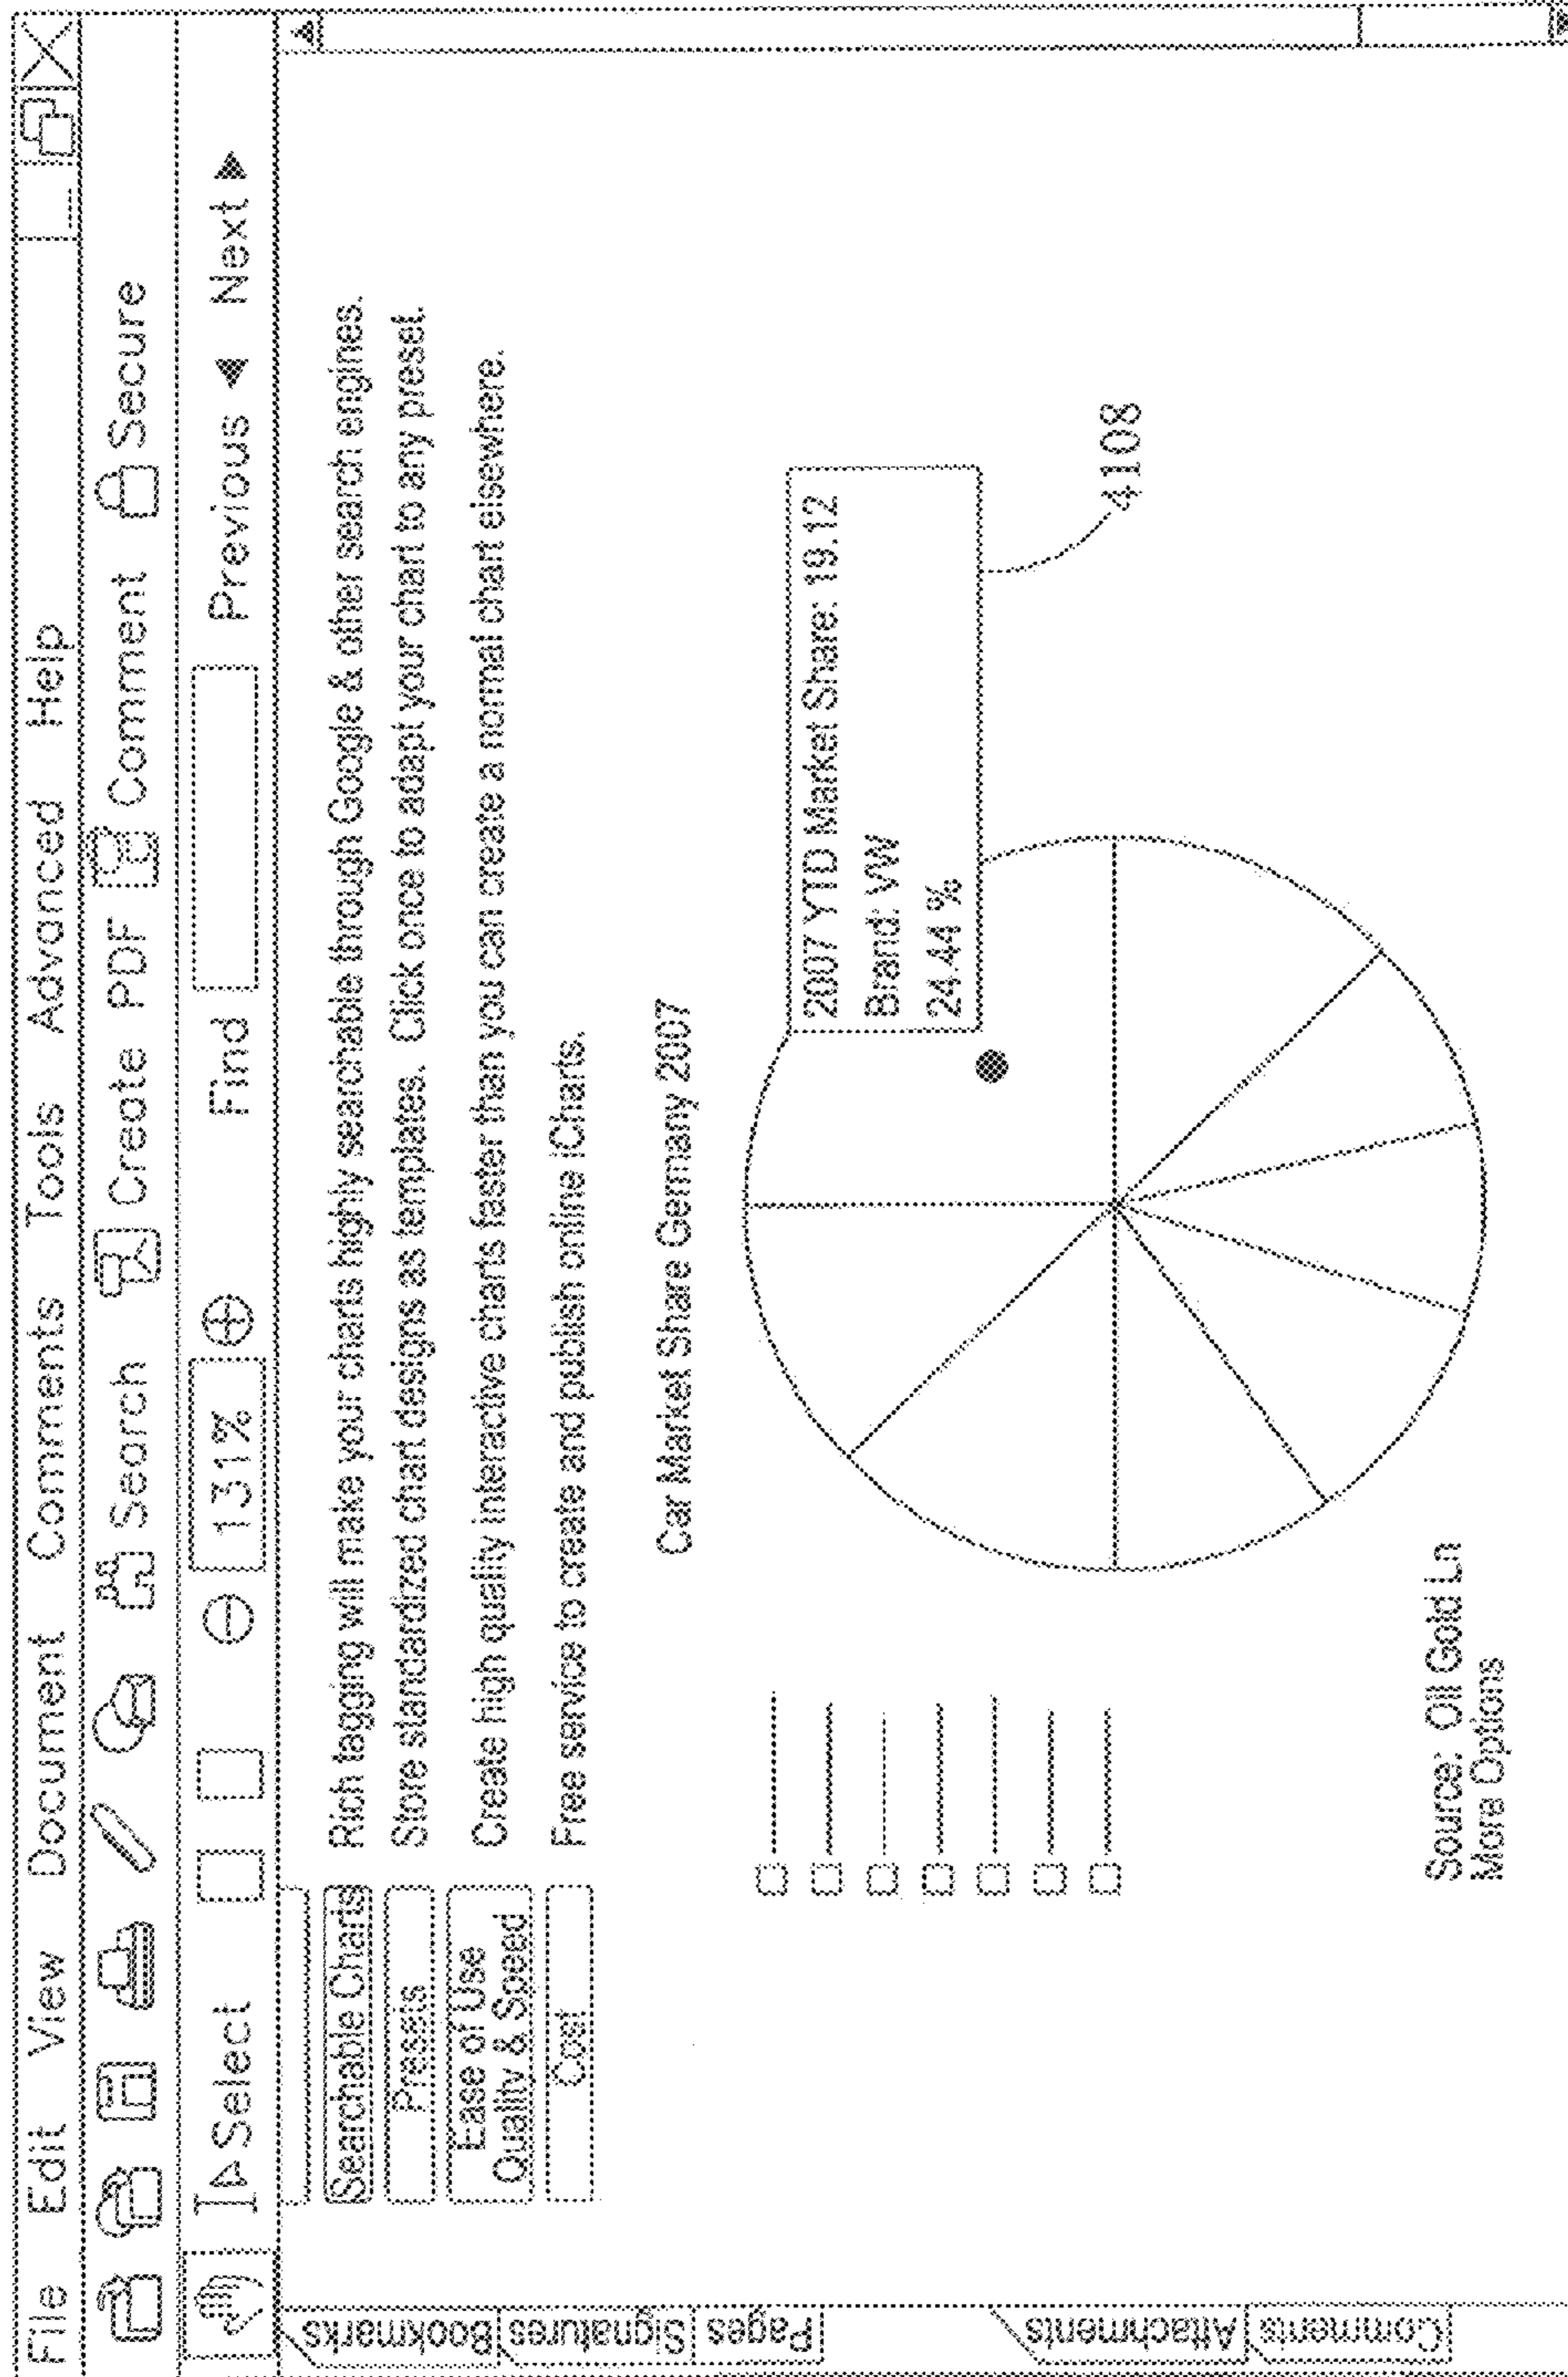 File Edit View Document Comments Tools Advanced Help
Search Create PDF Comment Secure
Select 131% Find Previous Next
Searchable Charts Rich tagging will make your charts highly searchable through Google & other search engines.
Presets Store standardized chart designs as templates. Click once to adapt your chart to any preset.
Ease of Use
Quality & Speed Create high quality interactive charts faster than you can create a normal chart elsewhere.
Cost Free service to create and publish online iCharts.
Bookmarks
Signatures
Pages
Attachments
Comments
Car Market Share Germany 2007
2007 YTD Market Share: 19.12
Brand: VW
24.44 %
4108
Source: Oil Gold Ln
More Options